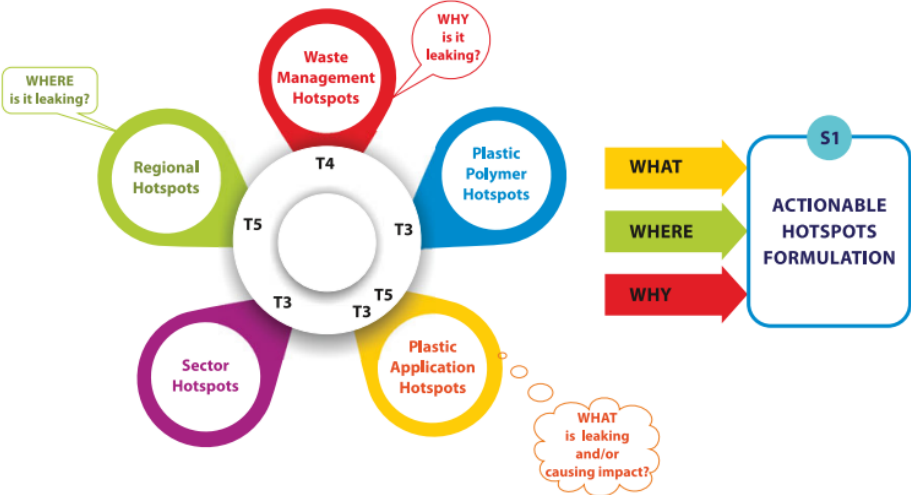 WHY
is it
leaking?
Waste
Management
Hotspots
WHERE
is it leaking?
Regional
Hotspots
Plastic
Polymer
Hotspots
T4
T5
T3
T3
T5
T3
Sector
Hotspots
Plastic
Application
Hotspots
WHAT
is leaking
and/or
causing impact?
WHAT
WHERE
WHY
S1
ACTIONABLE
HOTSPOTS
FORMULATION